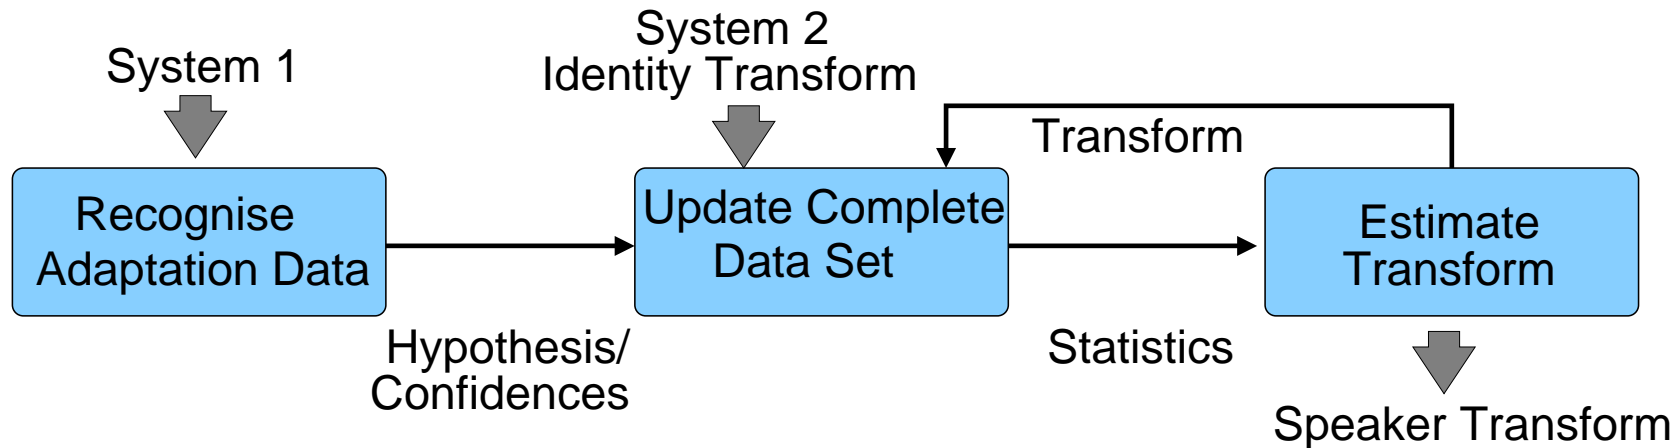 System 1
System 2
Identity Transform
Transform
Recognise
Adaptation Data
Update Complete
Data Set
Estimate
Transform
Hypothesis/
Confidences
Statistics
Speaker Transform